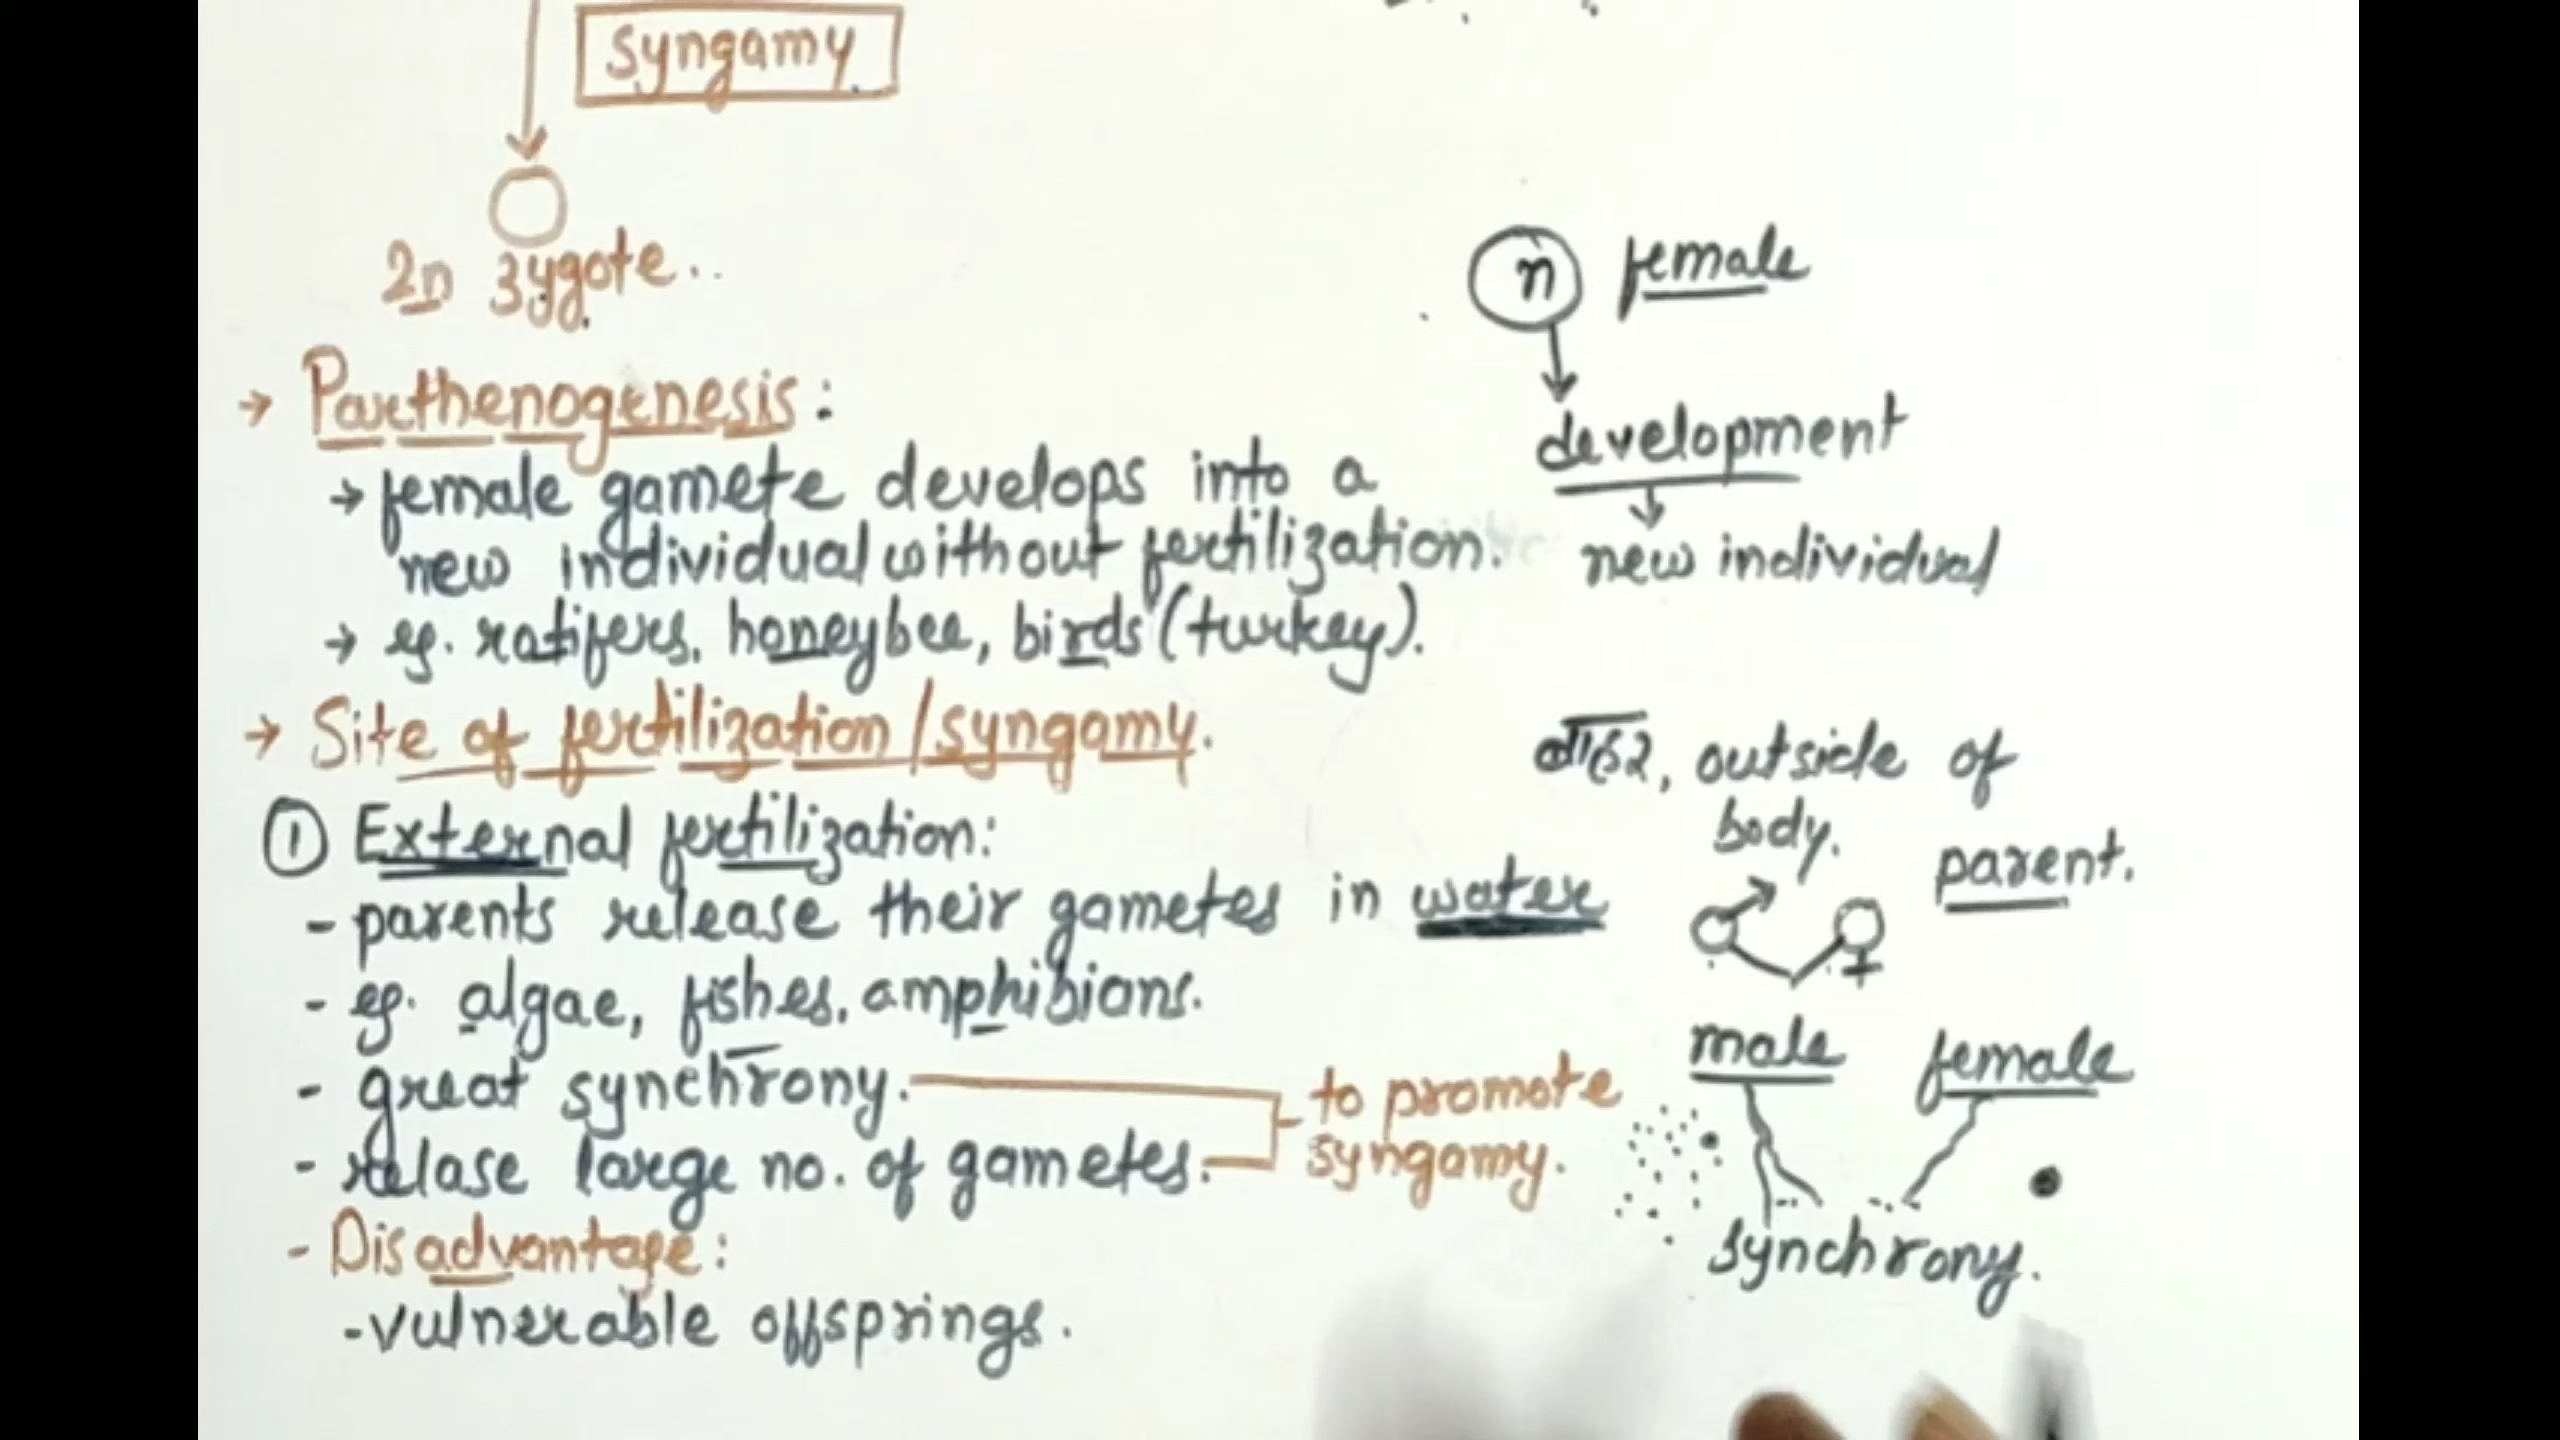 Syngamy.
2n zygote..
→ Parthenogenesis:
→ female gamete develops into a
new individual without fertilization.
→ eg. rotifers, honeybee, birds (turkey).
n female
development
new individual
→ Site of fertilization/syngamy.
① External fertilization:
- parents release their gametes in water
- eg. algae, fishes, amphibians.
- great synchrony.
- relase large no. of gametes.
to promote
syngamy.
- Disadvantage:
- vulnerable offsprings.
बाहर, outside of
body.
parent.
male female
synchrony.